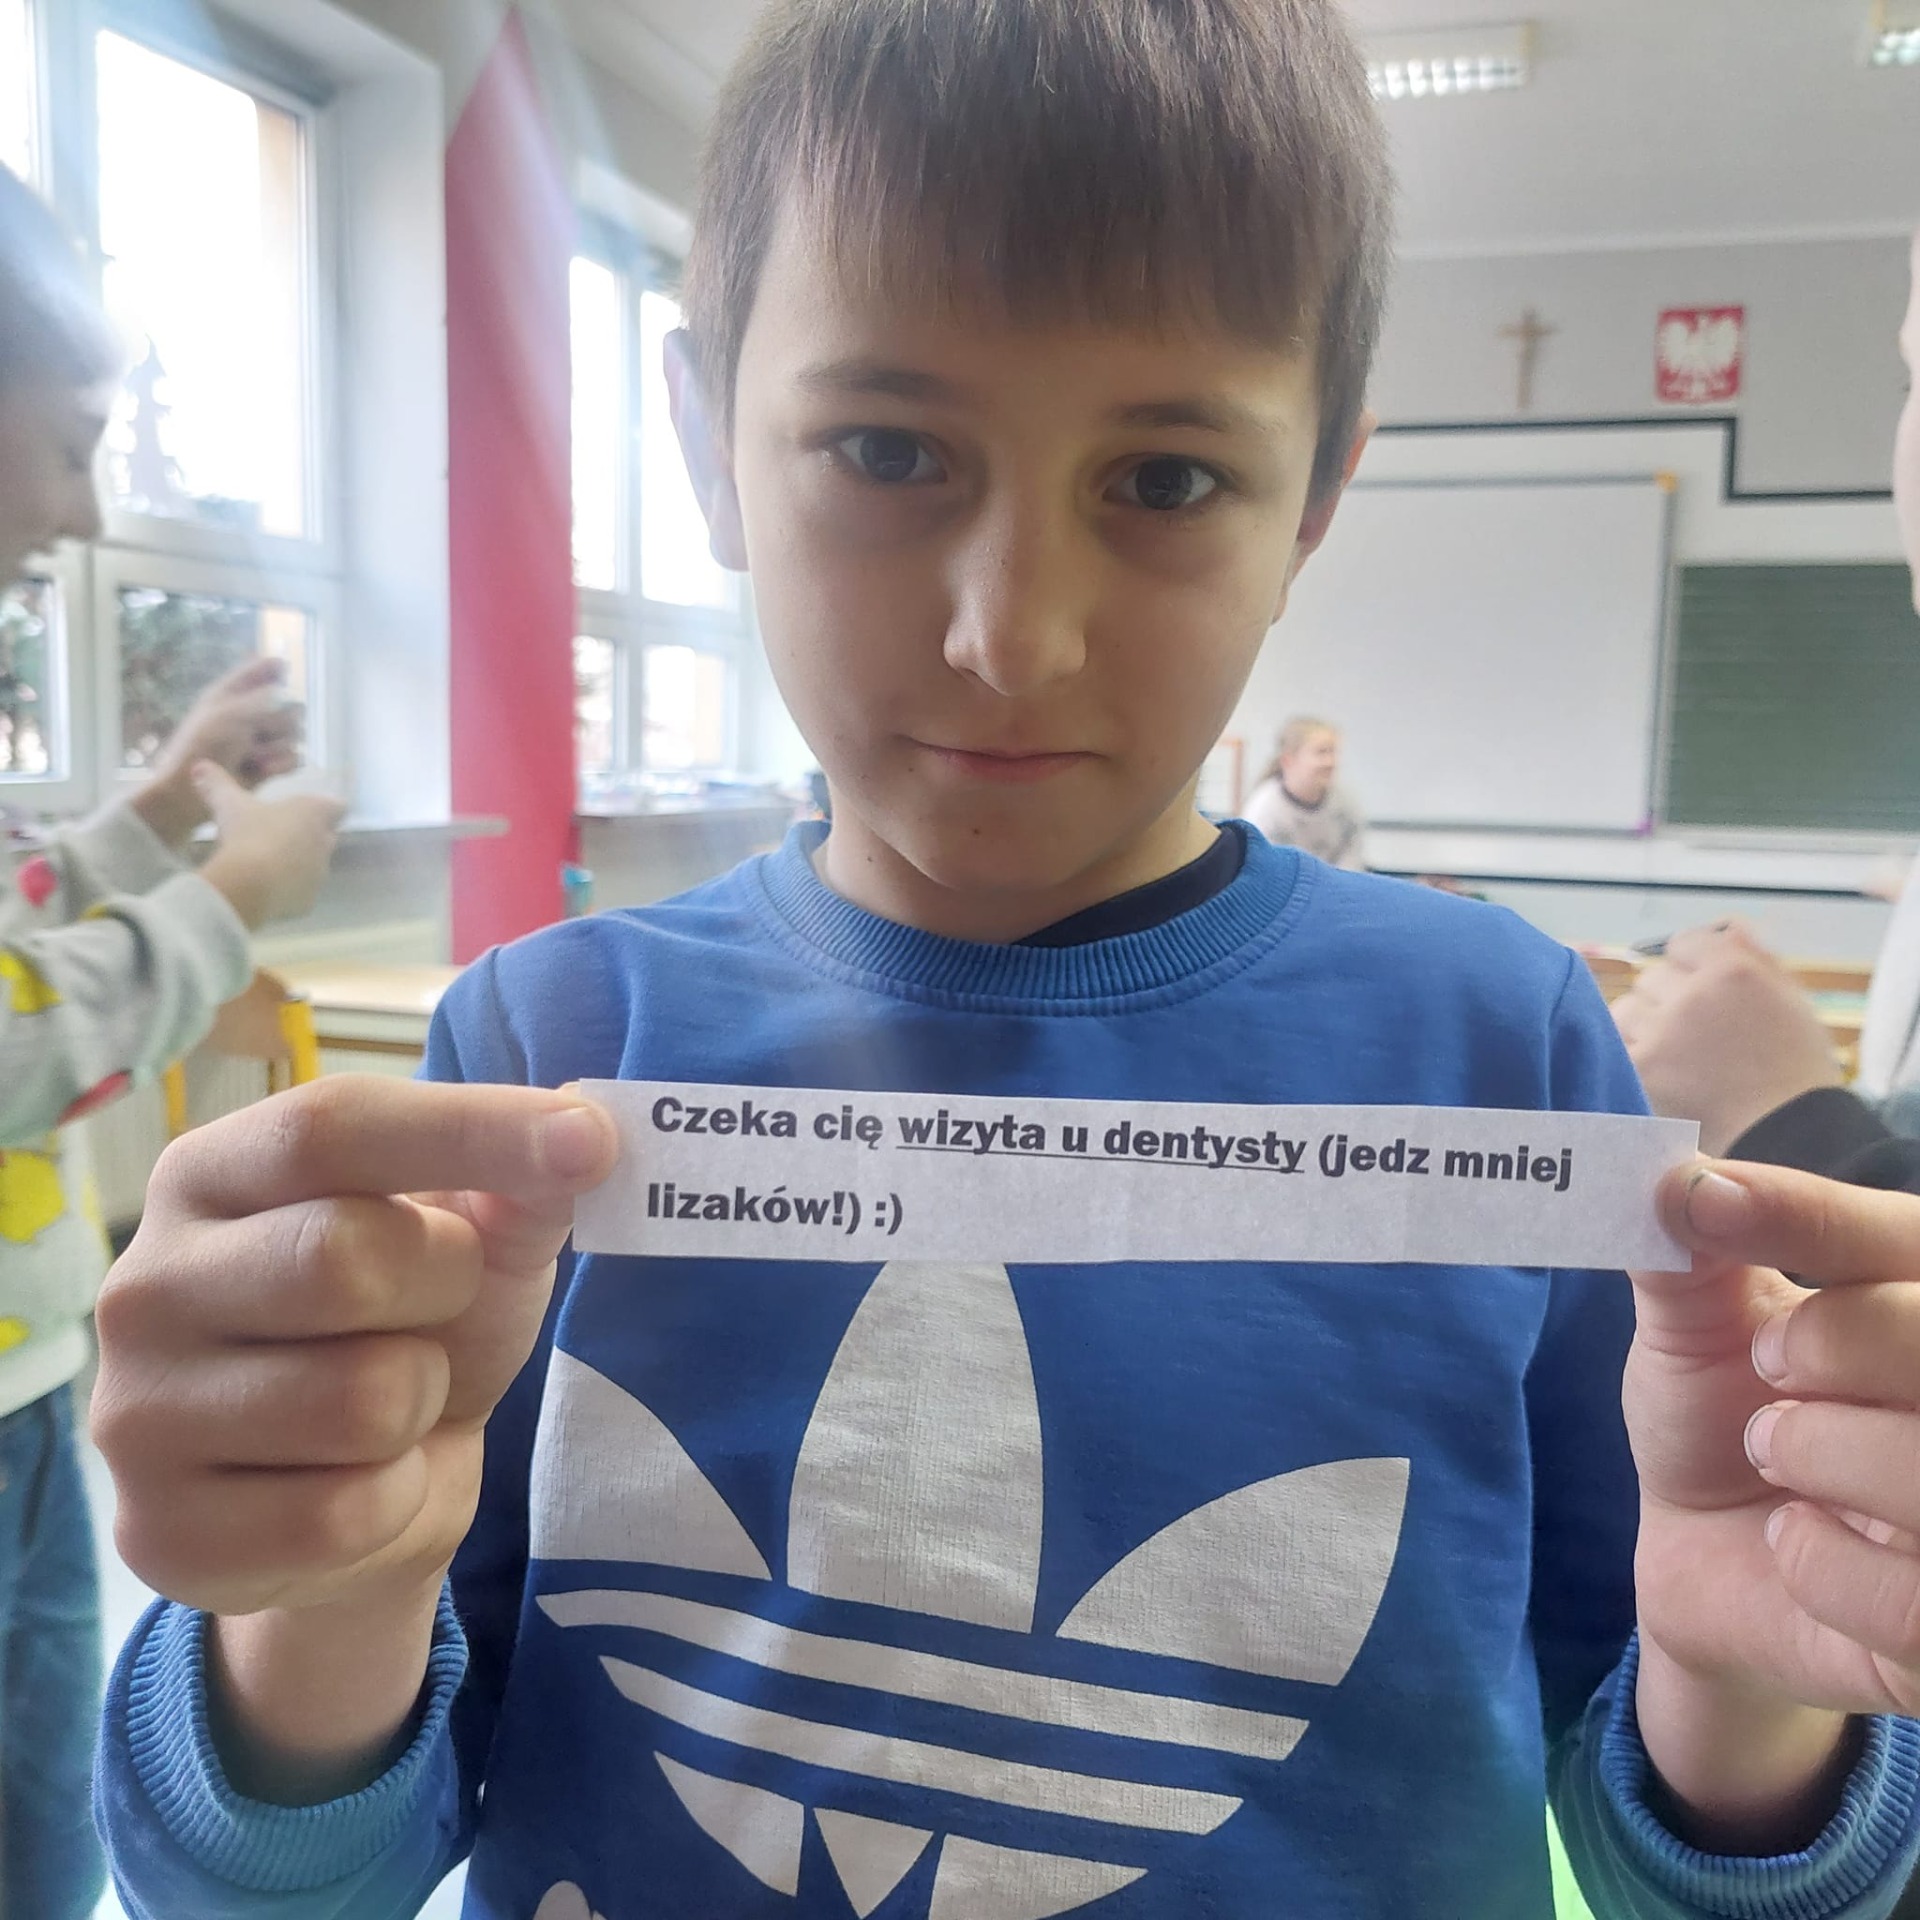 Czeka cię wizyta u dentysty (jedz mniej
lizaków!) :)